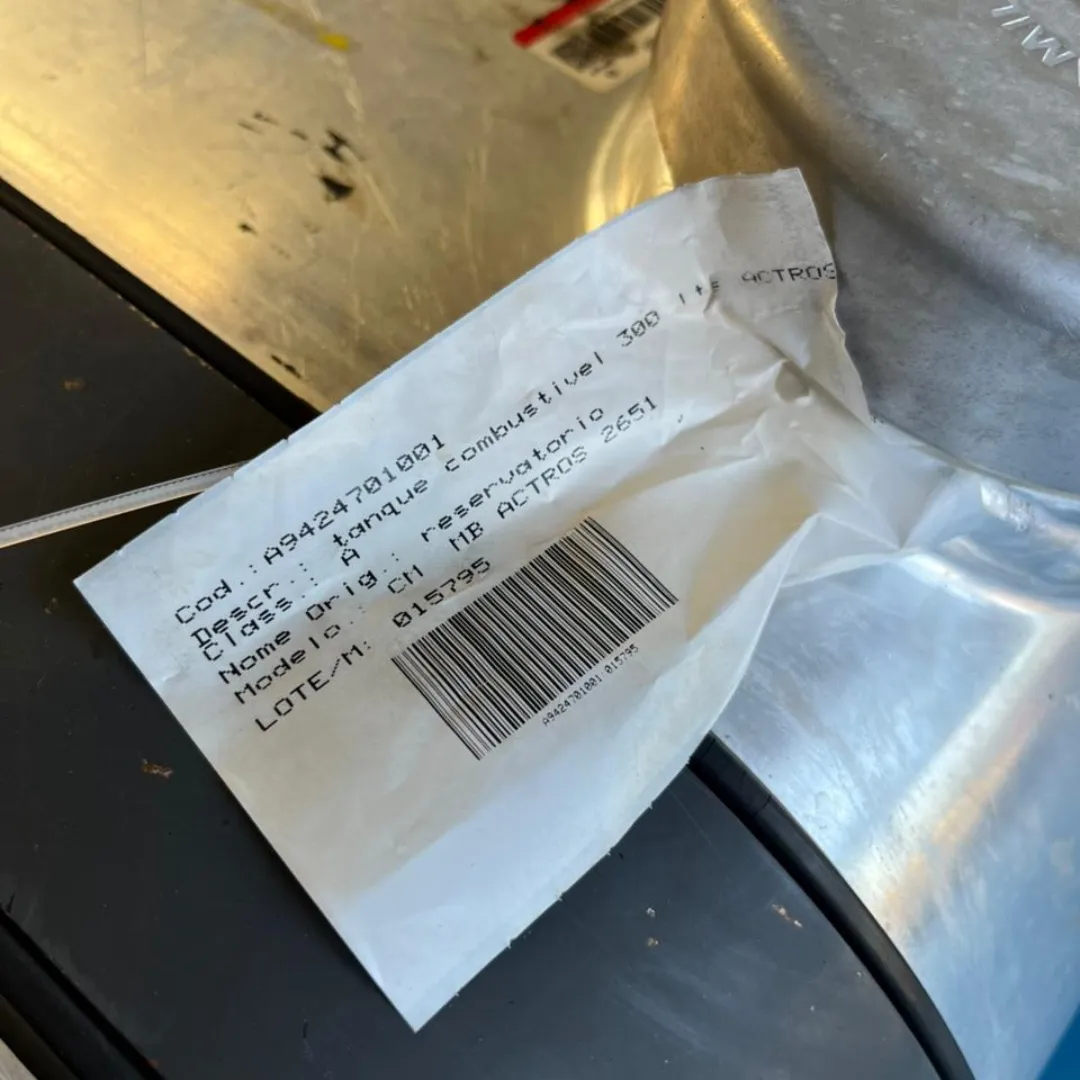 Cod.:A9424701001
Descr.: tanque combustivel 300 lts ACTROS
Class.: A
Nome Orig.: reservatorio
Modelo.: CM MB ACTROS 2651
LOTE/M: 015795
A9424701001 015795